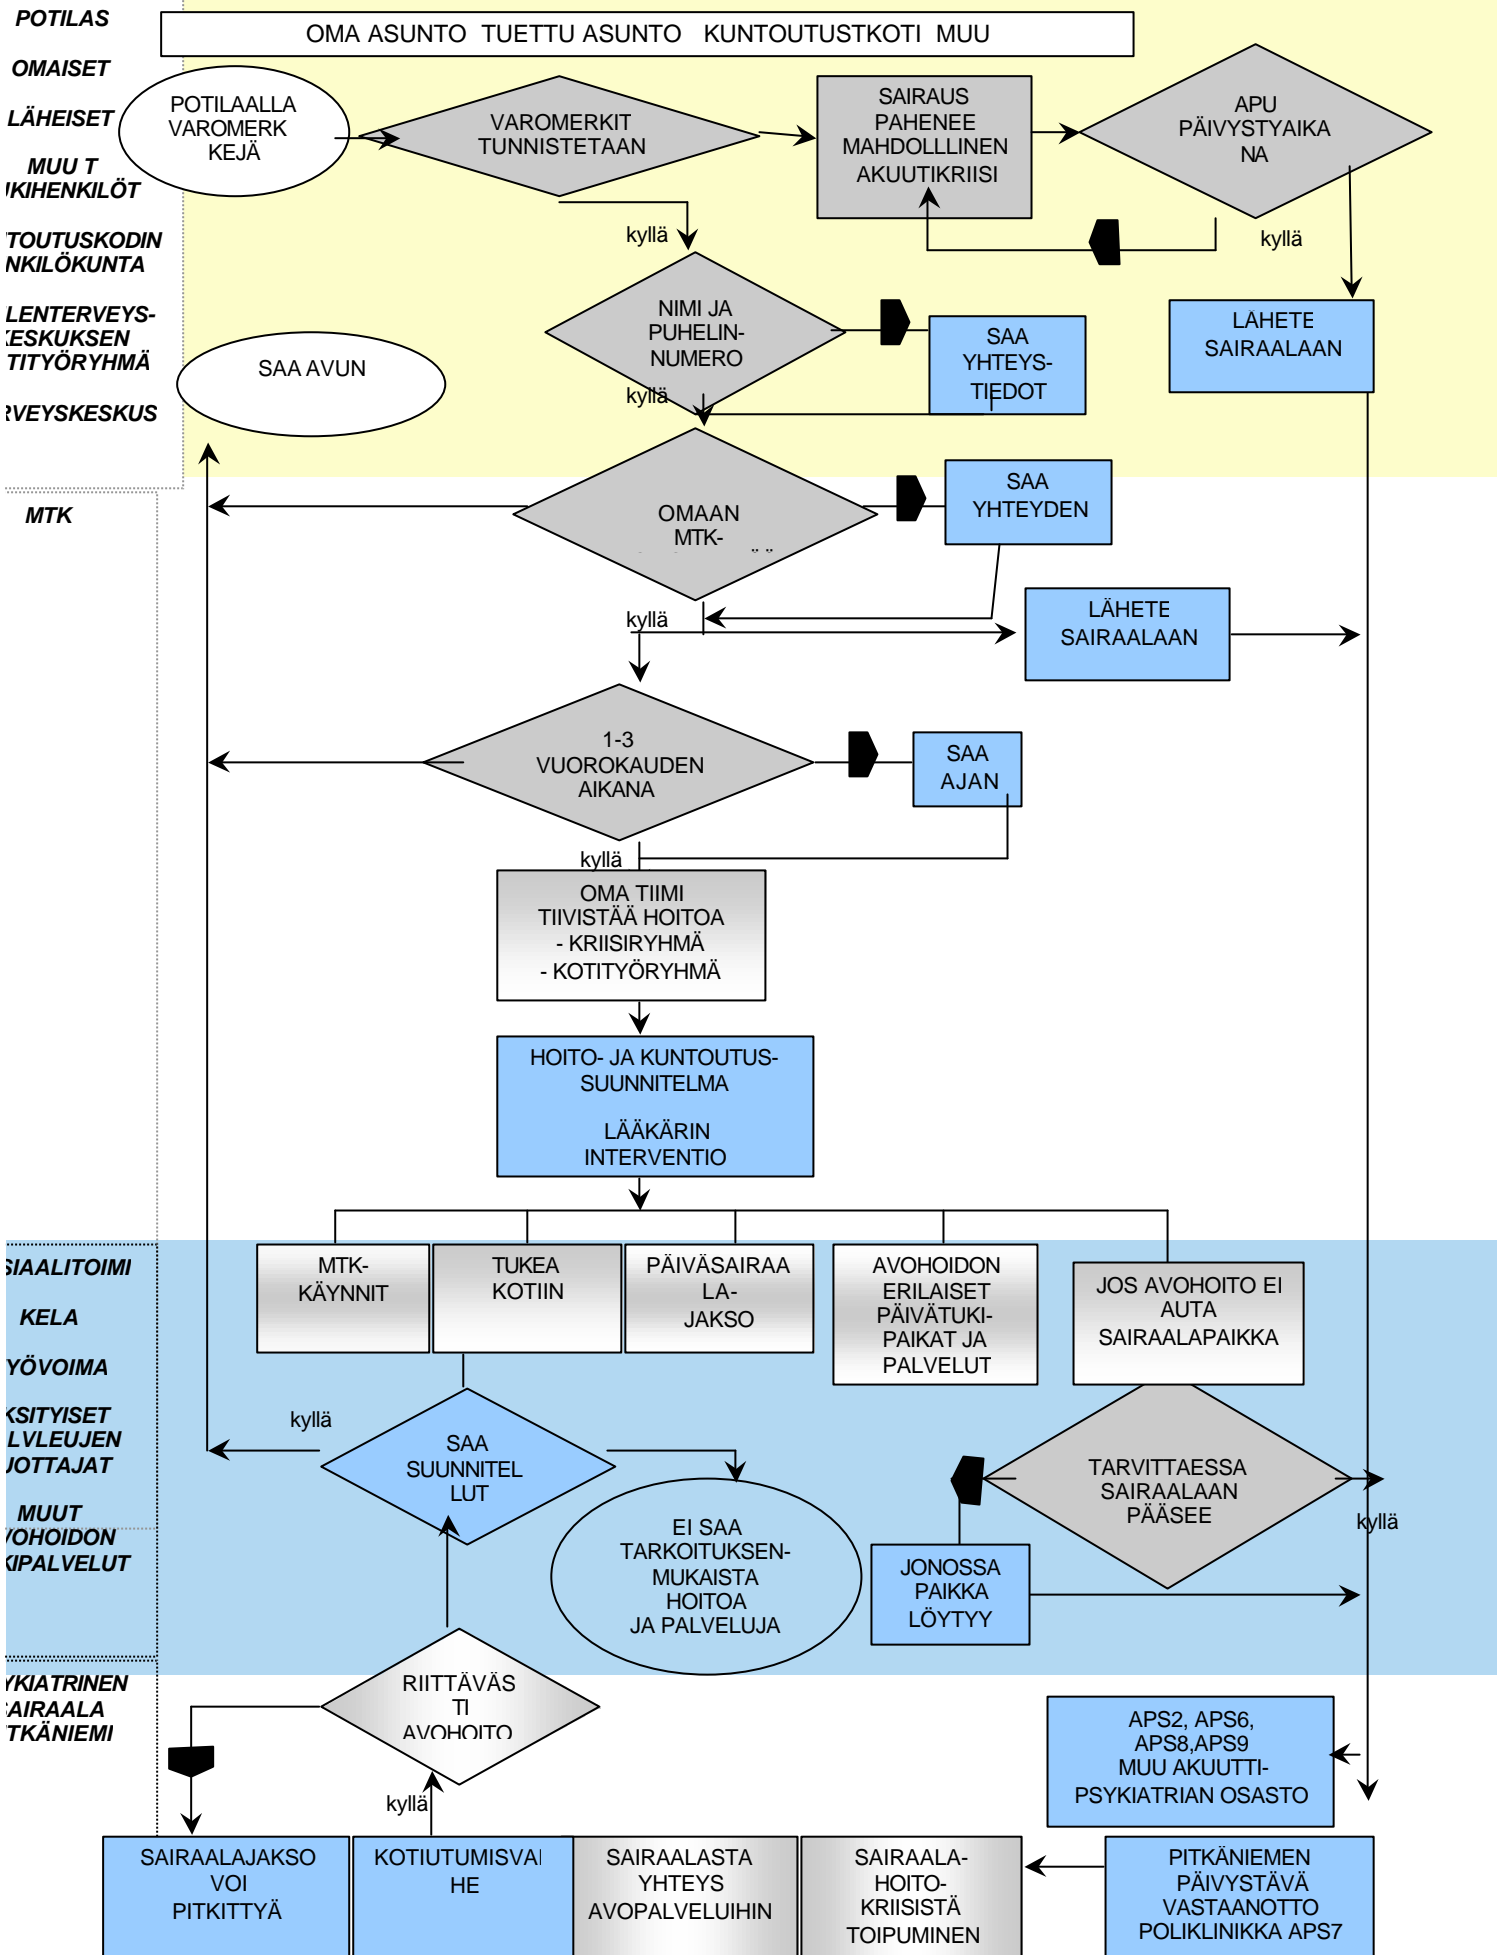 POTILAS
OMAISET
LÄHEISET
MUU T
IKIHENKILÖT
TOUTUSKODIN
NKILÖKUNTA
LENTERVEYS-
KESKUKSEN
TITYÖRYHMÄ
RVEYSKESKUS
OMA ASUNTO TUETTU ASUNTO KUNTOUTUSTKOTI MUU
POTILAALLA
VAROMERK
KEJÄ
VAROMERKIT
TUNNISTETAAN
SAIRAUS
PAHENEE
MAHDOLLLINEN
AKUUTIKRIISI
APU
PÄIVYSTYAIKA
NA
kyllä
kyllä
NIMI JA
PUHELIN-
NUMERO
SAA
YHTEYS-
TIEDOT
LÄHETE
SAIRAALAAN
SAA AVUN
kyllä
MTK
OMAAN
MTK-
SAA
YHTEYDEN
kyllä
LÄHETE
SAIRAALAAN
1-3
VUOROKAUDEN
AIKANA
SAA
AJAN
kyllä
OMA TIIMI
TIIVISTÄÄ HOITOA
- KRIISIRYHMÄ
- KOTITYÖRYHMÄ
HOITO- JA KUNTOUTUS-
SUUNNITELMA
LÄÄKÄRIN
INTERVENTIO
SIAALITOIMI
KELA
YÖVOIMA
KSITYISET
LVLEUJEN
UOTTAJAT
MUUT
VOHOIDON
KIPALVELUT
MTK-
KÄYNNIT
TUKEA
KOTIIN
PÄIVÄSAIRAA
LA-
JAKSO
AVOHOIDON
ERILAISET
PÄIVÄTUKI-
PAIKAT JA
PALVELUT
JOS AVOHOITO EI
AUTA
SAIRAALAPAIKKA
kyllä
SAA
SUUNNITEL
LUT
EI SAA
TARKOITUKSEN-
MUKAISTA
HOITOA
JA PALVELUJA
TARVITTAESSA
SAIRAALAAN
PÄÄSEE
kyllä
JONOSSA
PAIKKA
LÖYTYY
YKIATRINEN
AIRAALA
TKÄNIEMI
RIITTÄVÄS
TI
AVOHOITO
kyllä
APS2, APS6,
APS8,APS9
MUU AKUUTTI-
PSYKIATRIAN OSASTO
SAIRAALAJAKSO
VOI
PITKITTYÄ
KOTIUTUMISVAI
HE
SAIRAALASTA
YHTEYS
AVOPALVELUIHIN
SAIRAALA-
HOITO-
KRIISISTÄ
TOIPUMINEN
PITKÄNIEMEN
PÄIVYSTÄVÄ
VASTAANOTTO
POLIKLINIKKA APS7